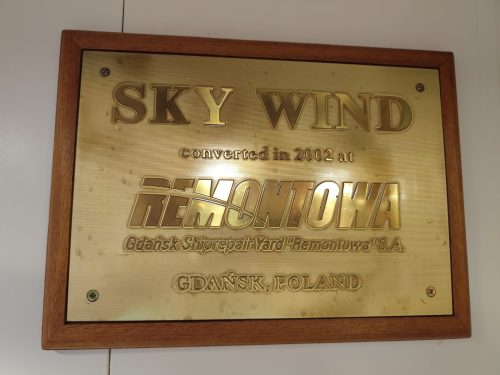 SKY WIND
converted in 2002 at
REMONTOWA
Gdańsk Shiprepair Yard "Remontowa" S.A.
GDAŃSK, POLAND